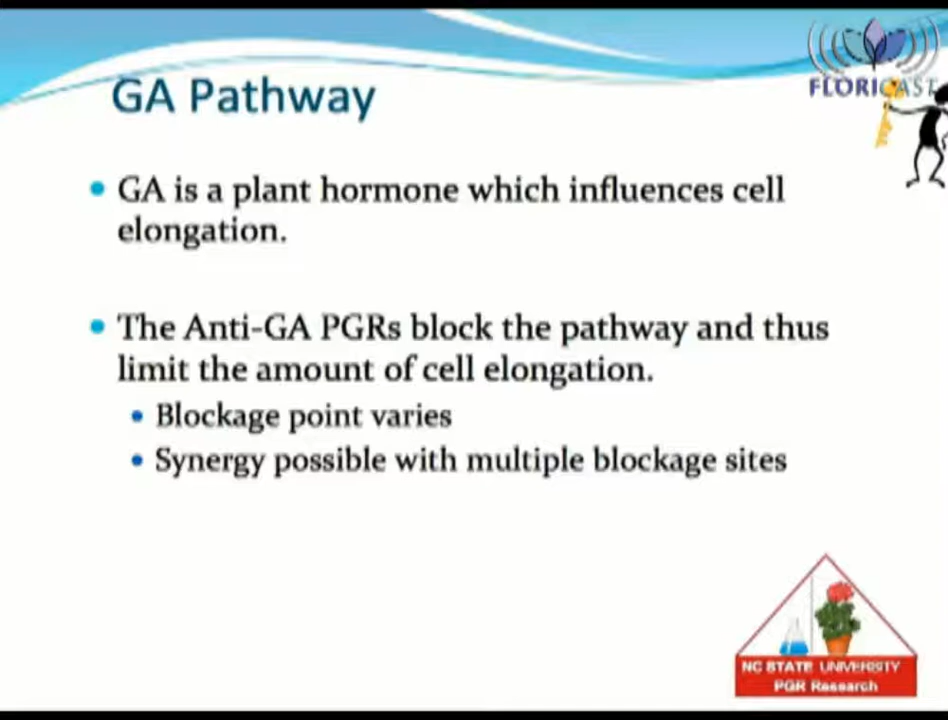 FLORICAST
GA Pathway
• GA is a plant hormone which influences cell
elongation.
• The Anti-GA PGRs block the pathway and thus
limit the amount of cell elongation.
• Blockage point varies
• Synergy possible with multiple blockage sites
NC STATE UNIVERSITY
PGR Research